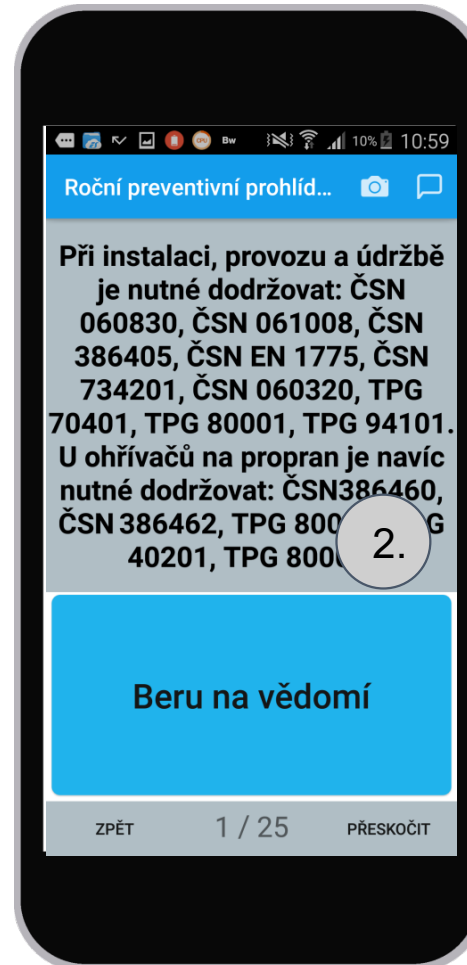 Bw 10% 10:59
Roční preventivní prohlíd...
Při instalaci, provozu a údržbě
je nutné dodržovat: ČSN
060830, ČSN 061008, ČSN
386405, ČSN EN 1775, ČSN
734201, ČSN 060320, TPG
70401, TPG 80001, TPG 94101.
U ohřívačů na propran je navíc
nutné dodržovat: ČSN386460,
ČSN 386462, TPG
40201, TPG
2.
Beru na vědomí
ZPĚT 1 / 25 PŘESKOČIT